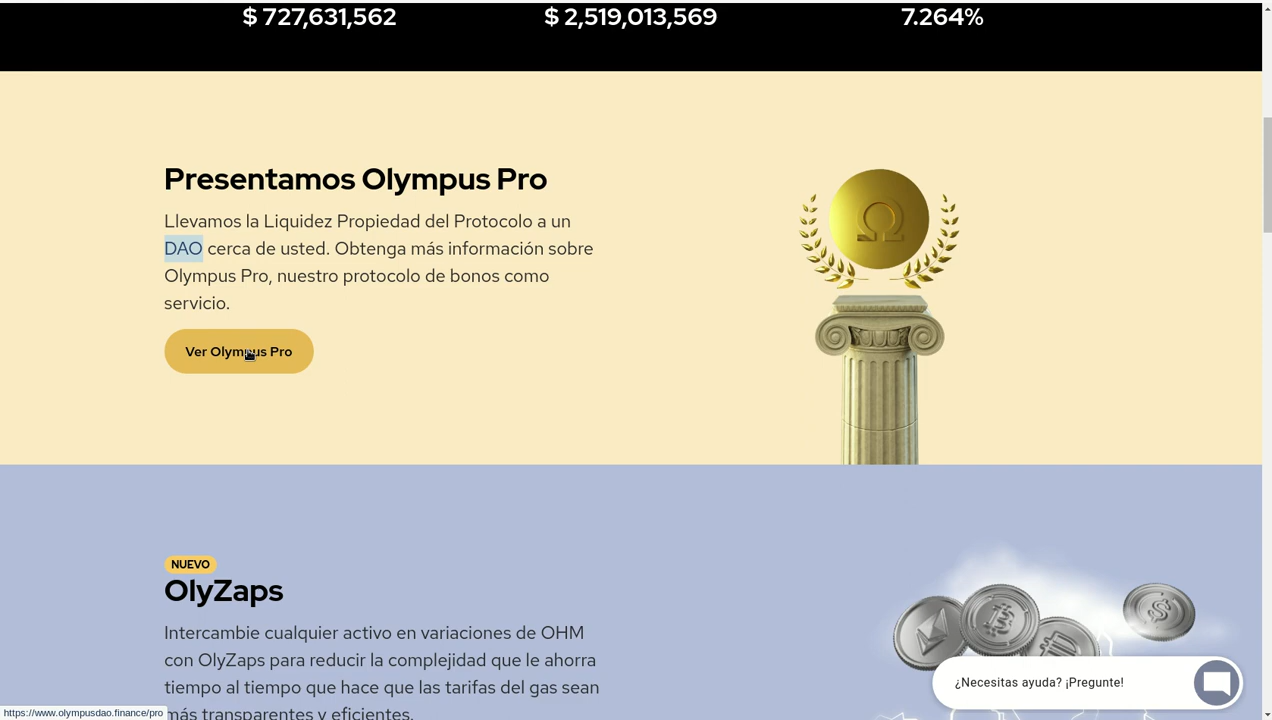 $ 727,631,562 $ 2,519,013,569 7.264%
Presentamos Olympus Pro
Llevamos la Liquidez Propiedad del Protocolo a un
DAO cerca de usted. Obtenga más información sobre
Olympus Pro, nuestro protocolo de bonos como
servicio.
Ver Olympus Pro
NUEVO
OlyZaps
Intercambie cualquier activo en variaciones de OHM
con OlyZaps para reducir la complejidad que le ahorra
tiempo al tiempo que hace que las tarifas del gas sean
más transparentes y eficientes.
¿Necesitas ayuda? ¡Pregunte!
https://www.olympusdao.finance/pro